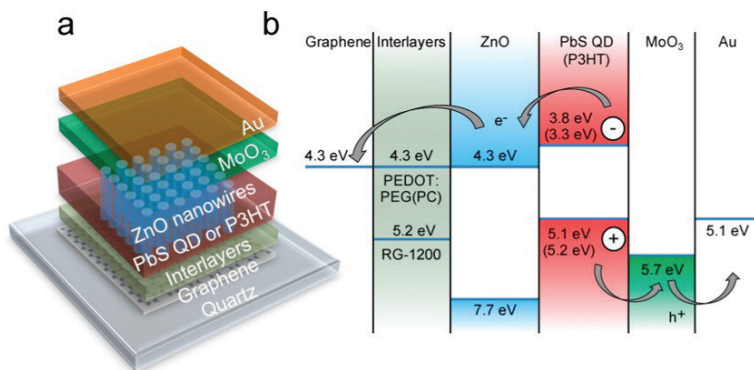 a
Au
MoO₃
ZnO nanowires
PbS QD or P3HT
Interlayers
Graphene
Quartz
b
Graphene Interlayers ZnO PbS QD MoO₃ Au
(P3HT)
e⁻
3.8 eV
(3.3 eV)
-
4.3 eV 4.3 eV 4.3 eV
PEDOT:
PEG(PC)
5.2 eV
RG-1200
5.1 eV
(5.2 eV)
+
5.1 eV
5.7 eV
7.7 eV
h⁺